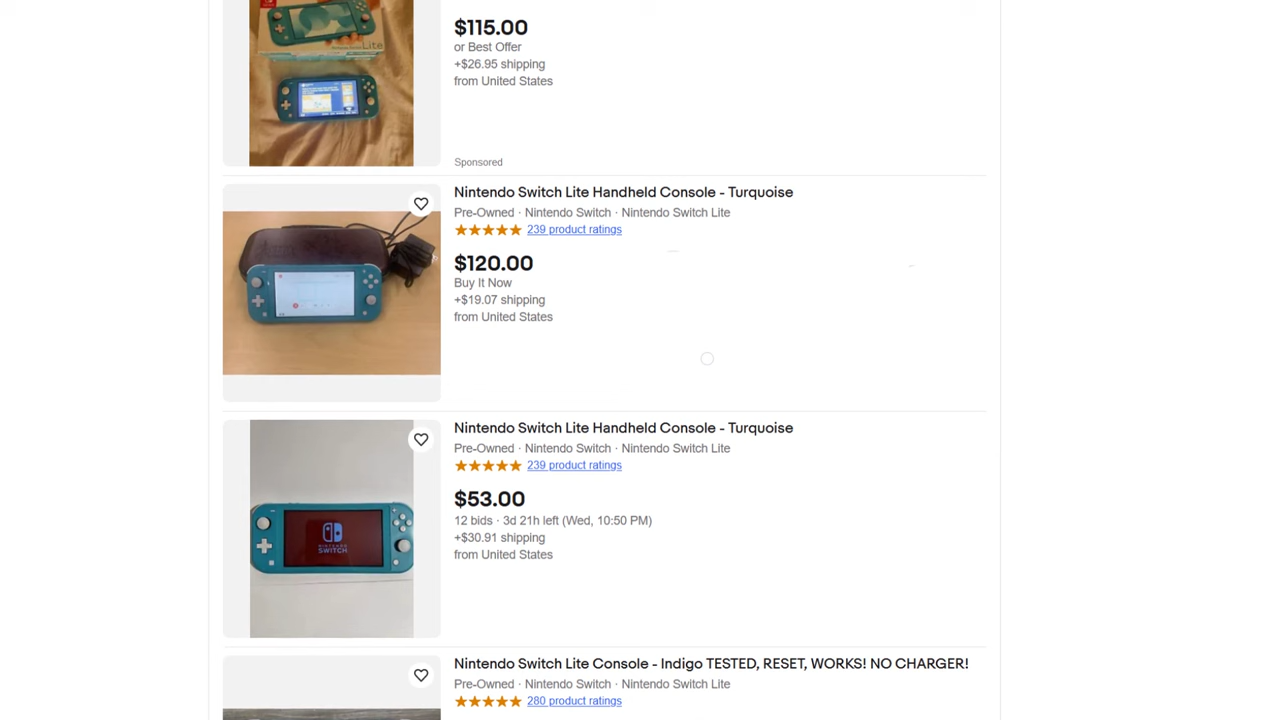 $115.00
or Best Offer
+$26.95 shipping
from United States
Sponsored
Nintendo Switch Lite Handheld Console - Turquoise
Pre-Owned · Nintendo Switch · Nintendo Switch Lite
239 product ratings
$120.00
Buy It Now
+$19.07 shipping
from United States
Nintendo Switch Lite Handheld Console - Turquoise
Pre-Owned · Nintendo Switch · Nintendo Switch Lite
239 product ratings
$53.00
12 bids · 3d 21h left (Wed, 10:50 PM)
+$30.91 shipping
from United States
NINTENDO
SWITCH
Nintendo Switch Lite Console - Indigo TESTED, RESET, WORKS! NO CHARGER!
Pre-Owned · Nintendo Switch · Nintendo Switch Lite
280 product ratings